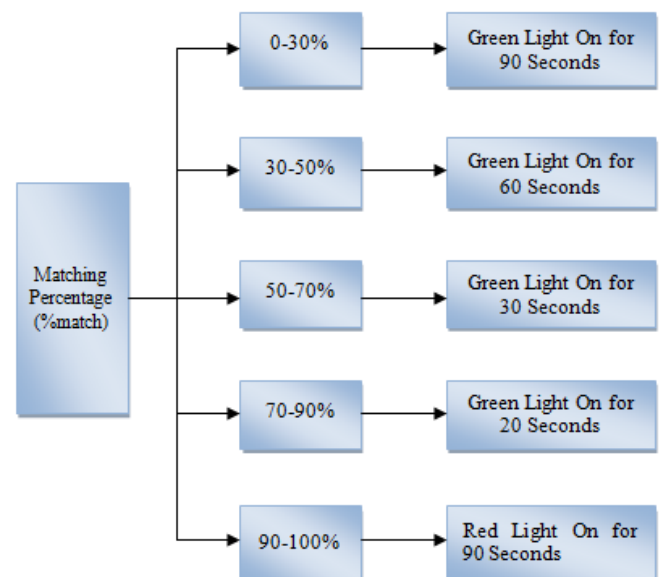 0-30%
Green Light On for
90 Seconds
30-50%
Green Light On for
60 Seconds
Matching
Percentage
(%match)
50-70%
Green Light On for
30 Seconds
70-90%
Green Light On for
20 Seconds
90-100%
Red Light On for
90 Seconds